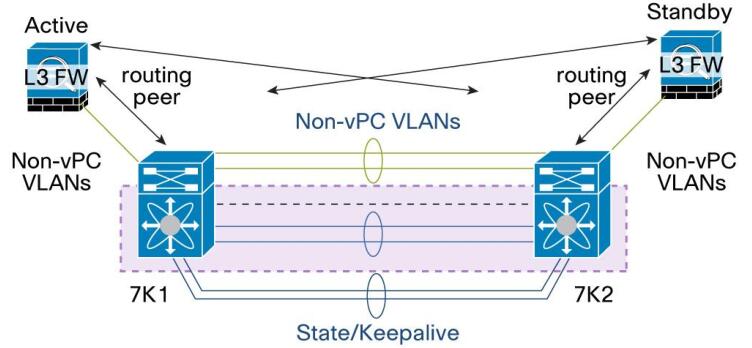 Active
Standby
L3 FW
L3 FW
routing
peer
routing
peer
Non-vPC VLANs
Non-vPC
VLANs
Non-vPC
VLANs
7K1
7K2
State/Keepalive